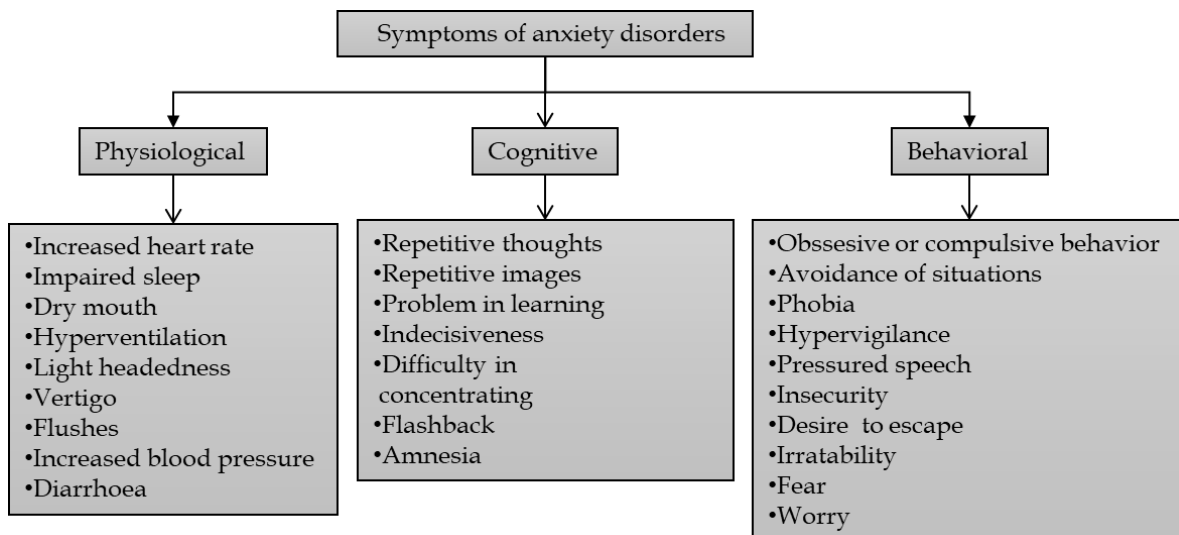 Symptoms of anxiety disorders
Physiological
Cognitive
Behavioral
•Increased heart rate
•Impaired sleep
•Dry mouth
•Hyperventilation
•Light headedness
•Vertigo
•Flushes
•Increased blood pressure
•Diarrhoea
•Repetitive thoughts
•Repetitive images
•Problem in learning
•Indecisiveness
•Difficulty in
concentrating
•Flashback
•Amnesia
•Obssesive or compulsive behavior
•Avoidance of situations
•Phobia
•Hypervigilance
•Pressured speech
•Insecurity
•Desire to escape
•Irratability
•Fear
•Worry